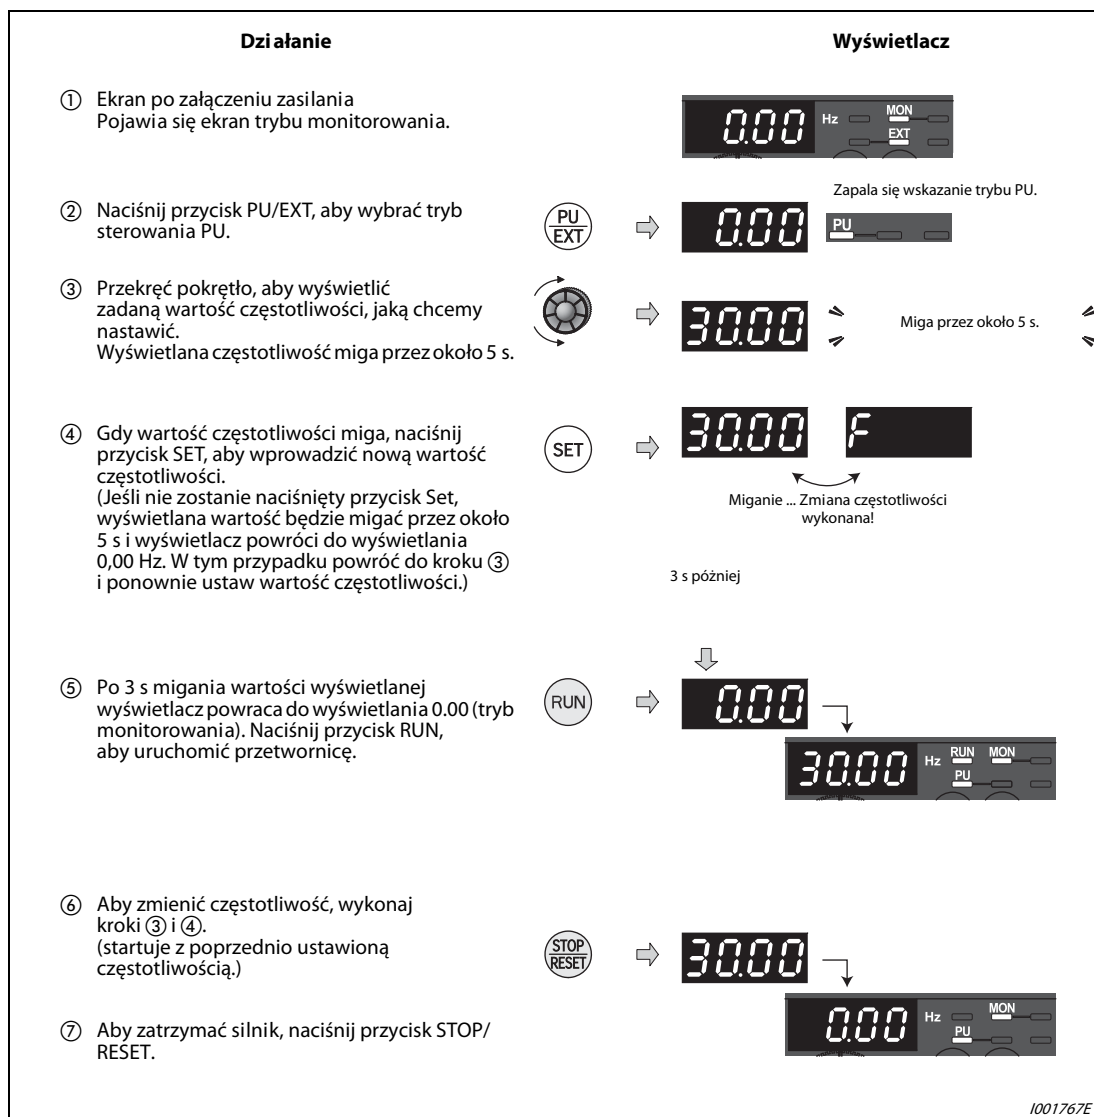 Działanie
Wyświetlacz
① Ekran po załączeniu zasilania
Pojawia się ekran trybu monitorowania.
0.00 Hz MON
EXT
Zapala się wskazanie trybu PU.
② Naciśnij przycisk PU/EXT, aby wybrać tryb
sterowania PU.
PU
EXT
0.00
PU
③ Przekręć pokrętło, aby wyświetlić
zadaną wartość częstotliwości, jaką chcemy
nastawić.
Wyświetlana częstotliwość miga przez około 5 s.
30.00
Miga przez około 5 s.
④ Gdy wartość częstotliwości miga, naciśnij
przycisk SET, aby wprowadzić nową wartość
częstotliwości.
(Jeśli nie zostanie naciśnięty przycisk Set,
wyświetlana wartość będzie migać przez około
5 s i wyświetlacz powróci do wyświetlania
0,00 Hz. W tym przypadku powróć do kroku ③
i ponownie ustaw wartość częstotliwości.)
SET
30.00 F
Miganie ... Zmiana częstotliwości
wykonana!
3 s póżniej
⑤ Po 3 s migania wartości wyświetlanej
wyświetlacz powraca do wyświetlania 0.00 (tryb
monitorowania). Naciśnij przycisk RUN,
aby uruchomić przetwornicę.
RUN
0.00
30.00 Hz RUN MON
PU
⑥ Aby zmienić częstotliwość, wykonaj
kroki ③ i ④.
(startuje z poprzednio ustawioną
częstotliwością.)
STOP
RESET
30.00
0.00 Hz MON
PU
⑦ Aby zatrzymać silnik, naciśnij przycisk STOP/
RESET.
I001767E